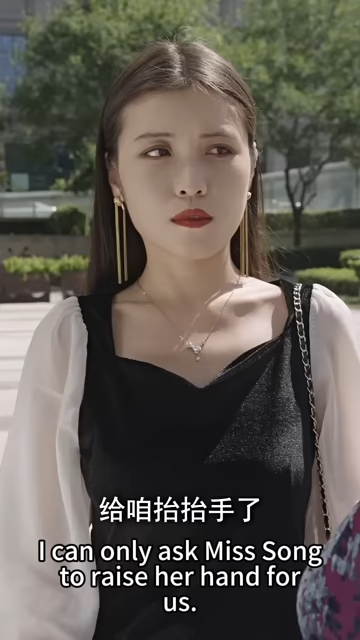 给咱抬抬手了
I can only ask Miss Song
to raise her hand for
us.